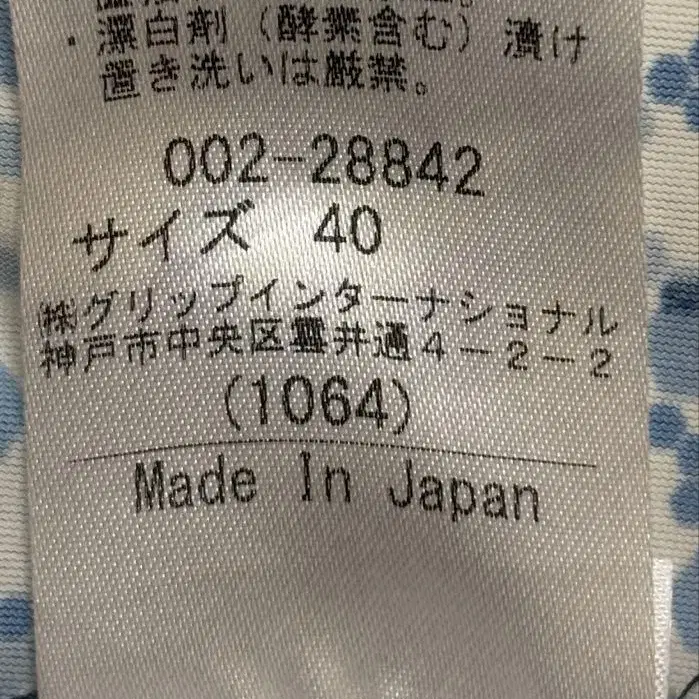 ・漂白剤（酵素含む）漬け
置き洗いは厳禁。
002-28842
サイズ 40
㈱グリップインターナショナル
神戸市中央区雲井通4-2-2
(1064)
Made In Japan